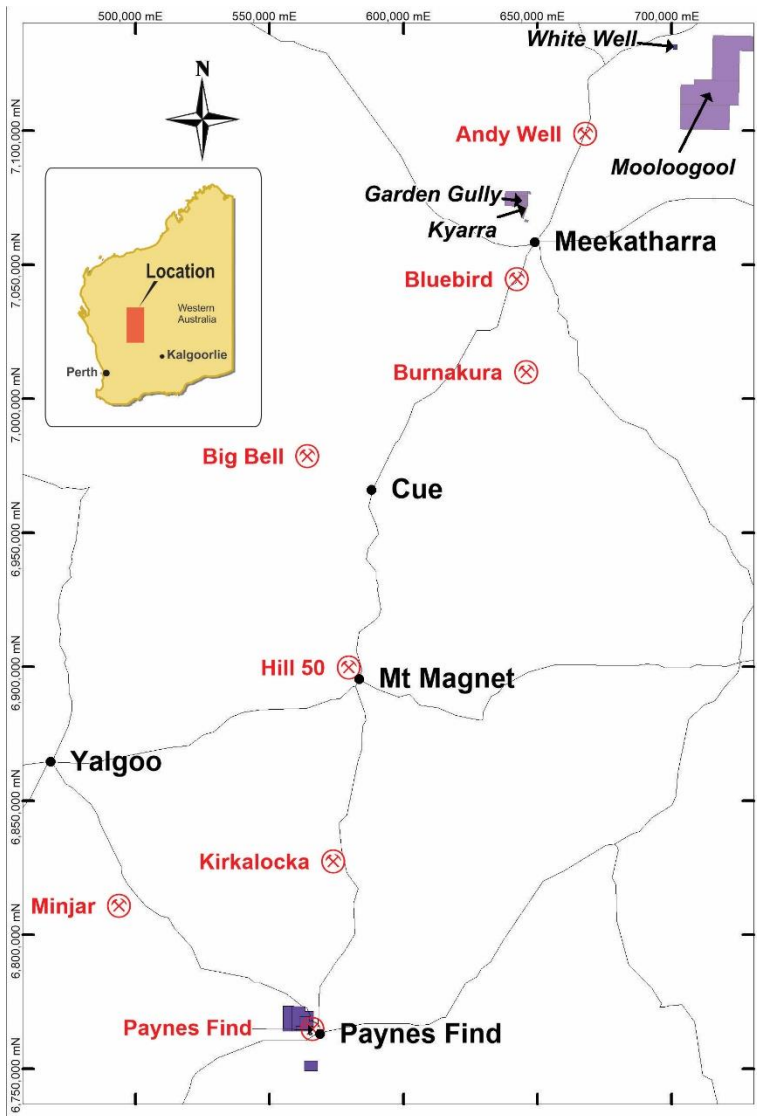 500,000 mE
550,000 mE
600,000 mE
650,000 mE
700,000 mE
White Well
N
7,100,000 mN
Andy Well
Mooloogool
Garden Gully
Kyarra
Meekatharra
7,050,000 mN
Bluebird
Location
Western
Australia
Kalgoorlie
Perth
Burnakura
7,000,000 mN
Big Bell
Cue
6,950,000 mN
Hill 50
6,900,000 mN
Mt Magnet
Yalgoo
6,850,000 mN
Kirkalocka
Minjar
6,800,000 mN
Paynes Find
Paynes Find
6,750,000 mN